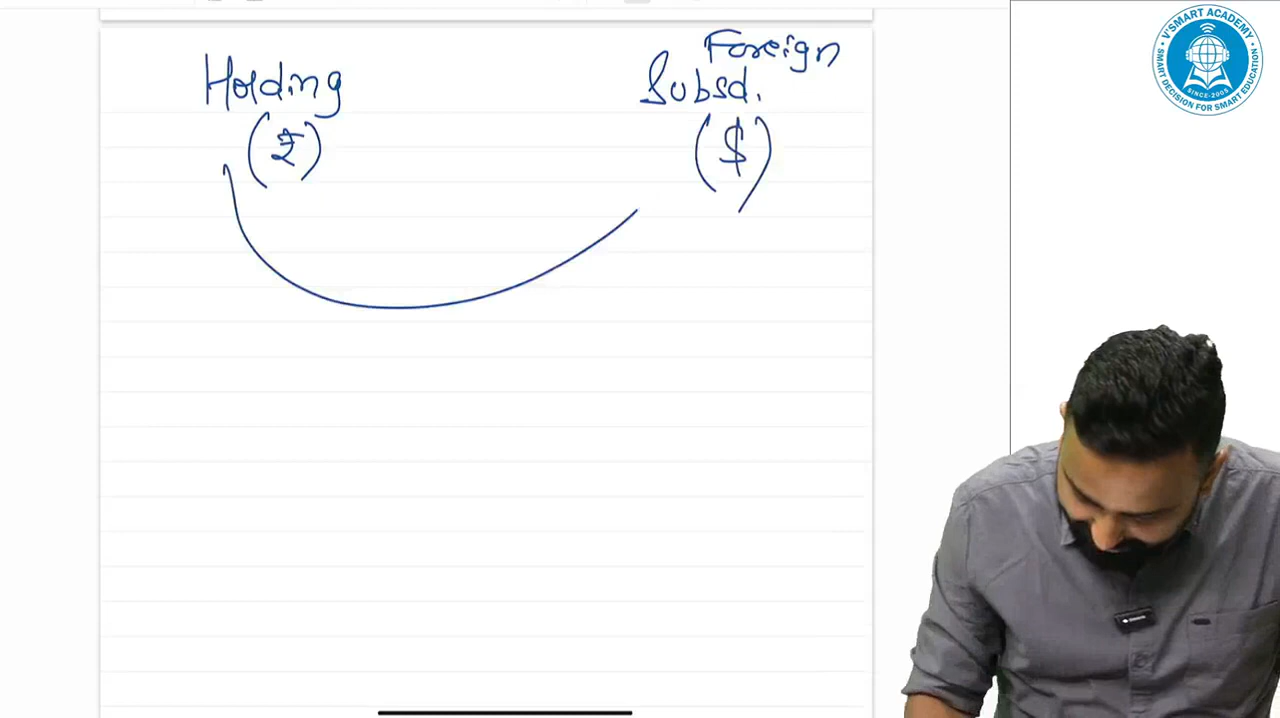 Holding
(₹)
Foreign
Subsd.
($)
V'SMART ACADEMY
SMART DECISION FOR SMART EDUCATION
SINCE-2005